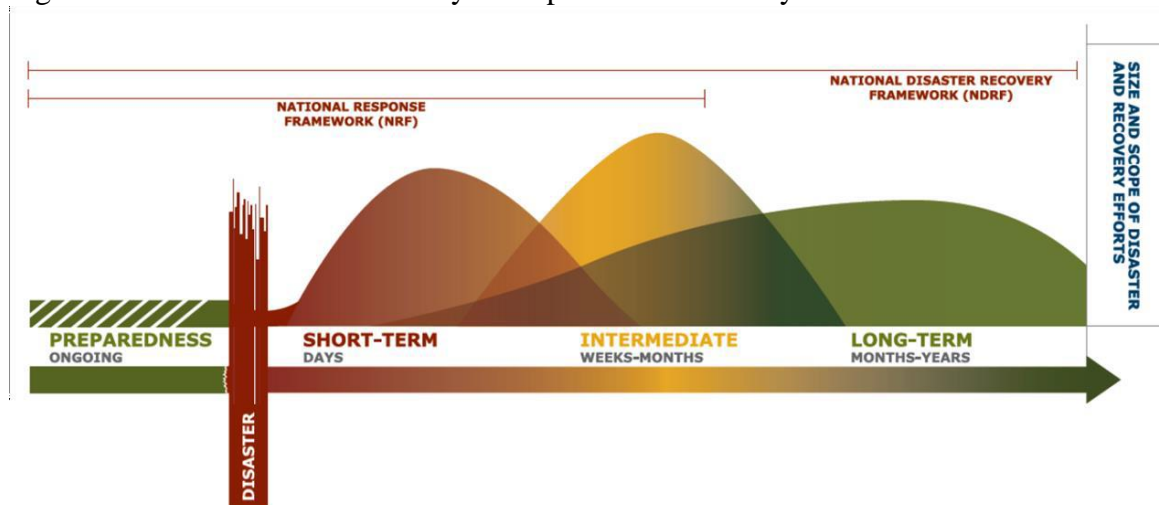 NATIONAL DISASTER RECOVERY
FRAMEWORK (NDRF)
NATIONAL RESPONSE
FRAMEWORK (NRF)
SIZE AND SCOPE OF DISASTER
AND RECOVERY EFFORTS
PREPAREDNESS
ONGOING
SHORT-TERM
DAYS
INTERMEDIATE
WEEKS-MONTHS
LONG-TERM
MONTHS-YEARS
DISASTER